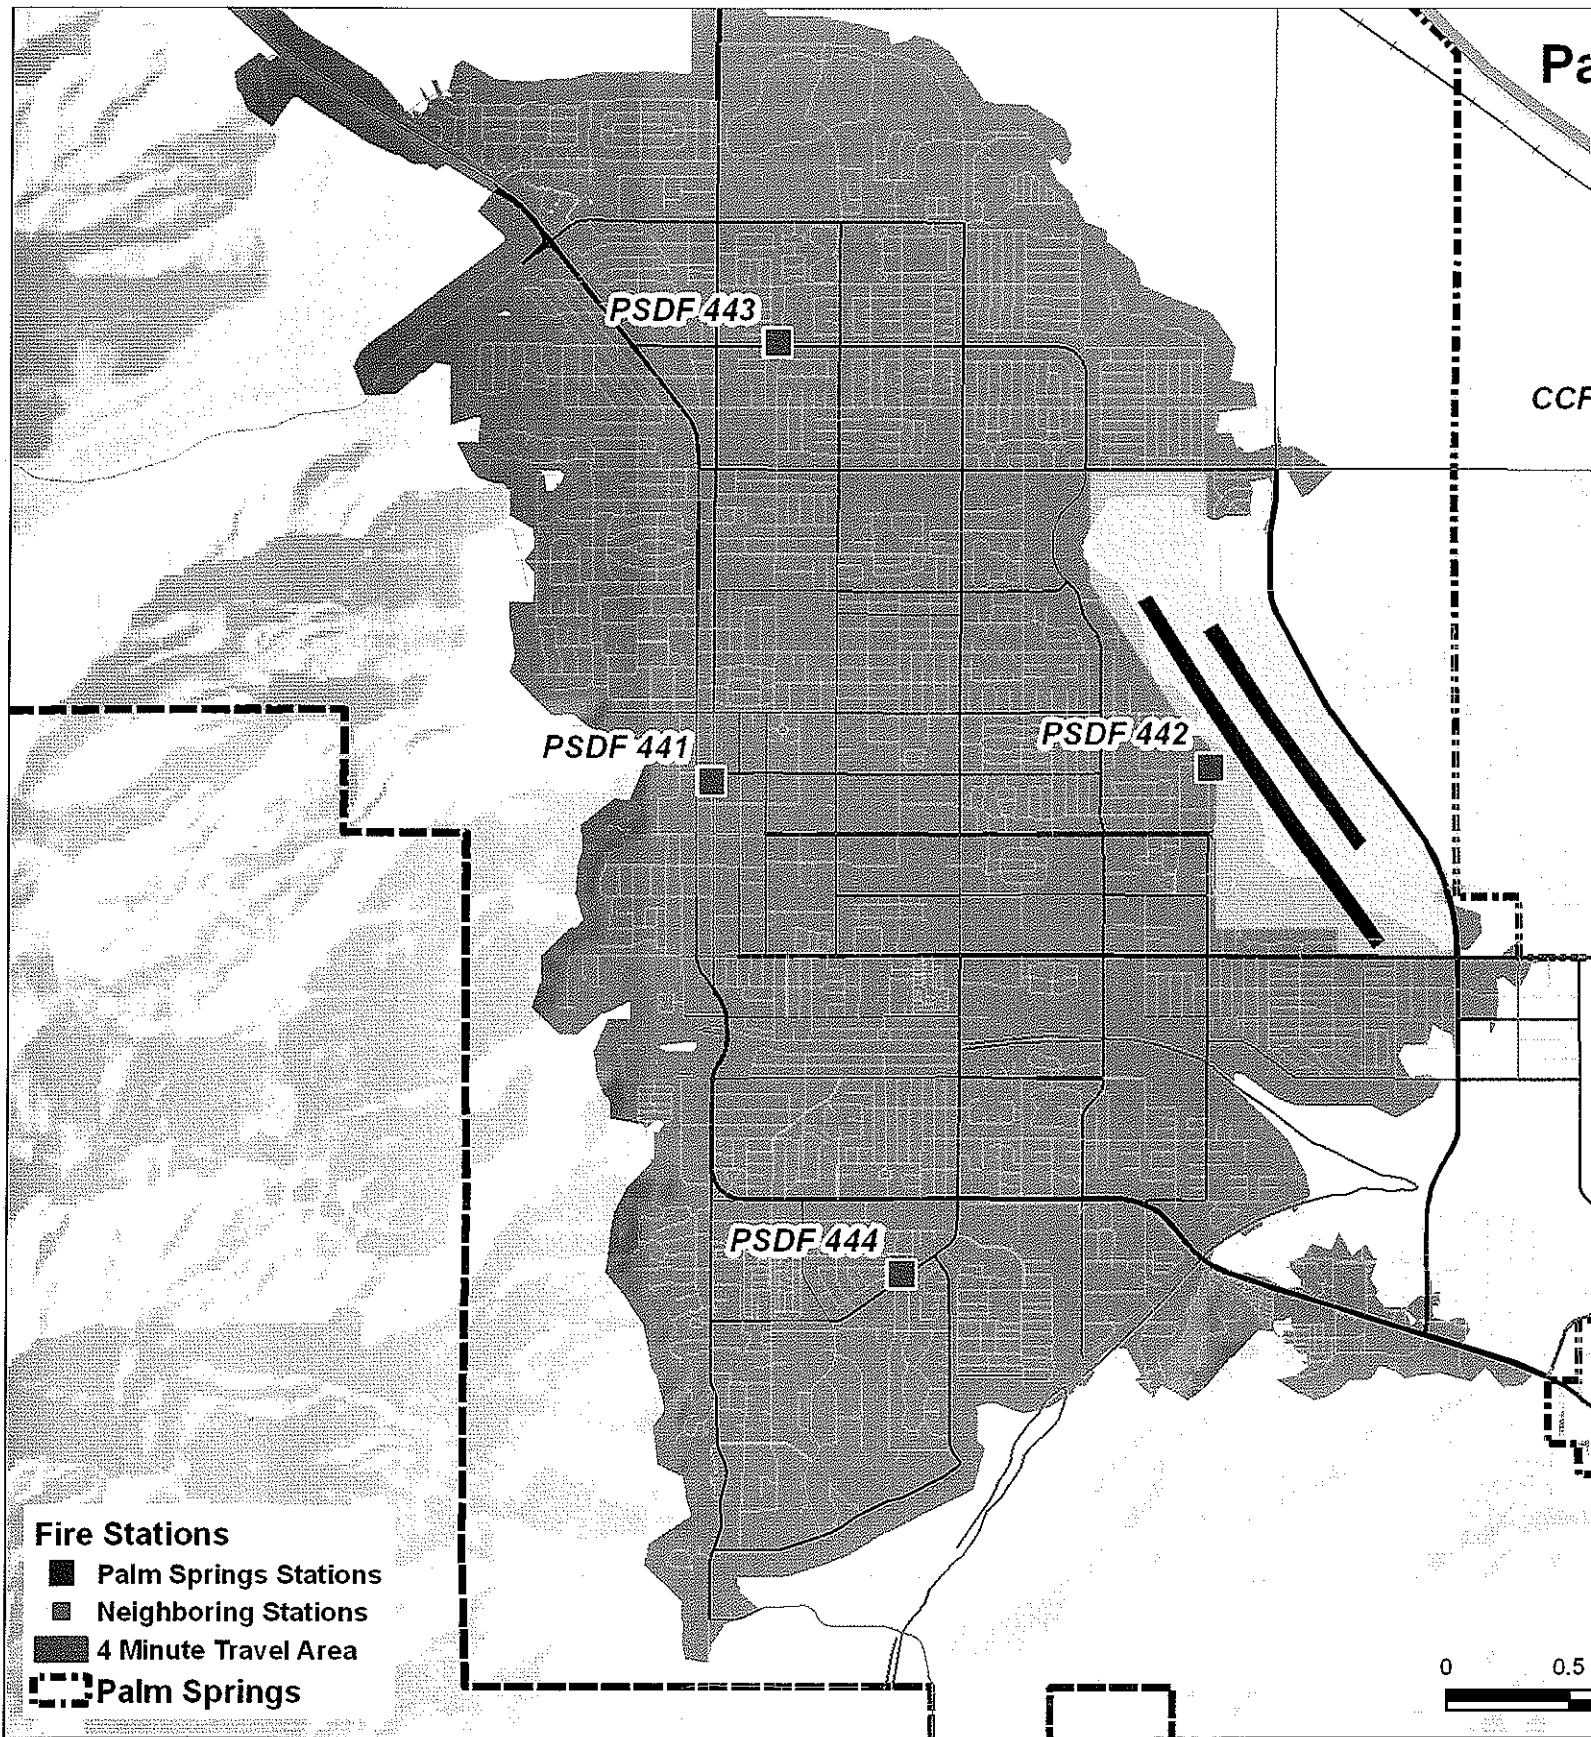 Pa
PSDF 443
CCF
PSDF 442
PSDF 441
PSDF 444
Fire Stations
Palm Springs Stations
Neighboring Stations
4 Minute Travel Area
Palm Springs
0 0.5